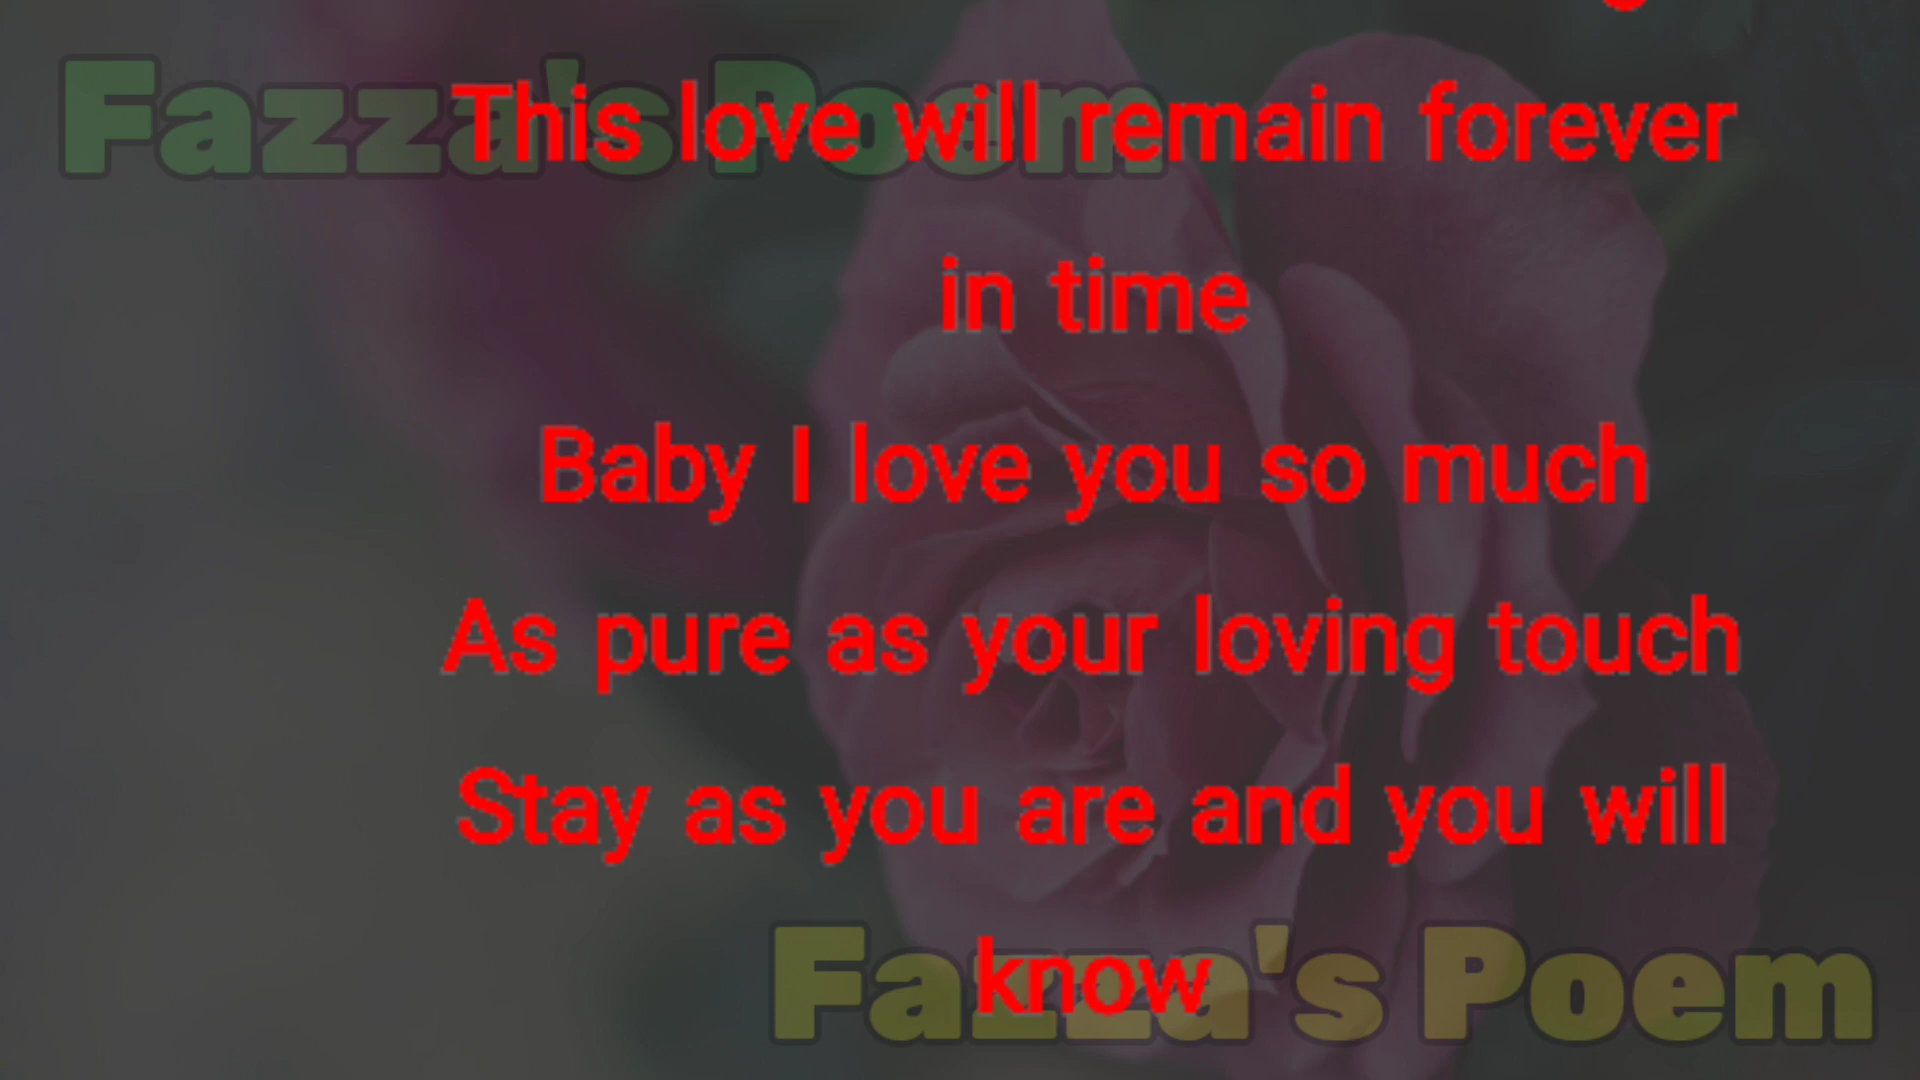 Fazza's Poem
This love will remain forever
in time
Baby I love you so much
As pure as your loving touch
Stay as you are and you will
know
Fazza's Poem